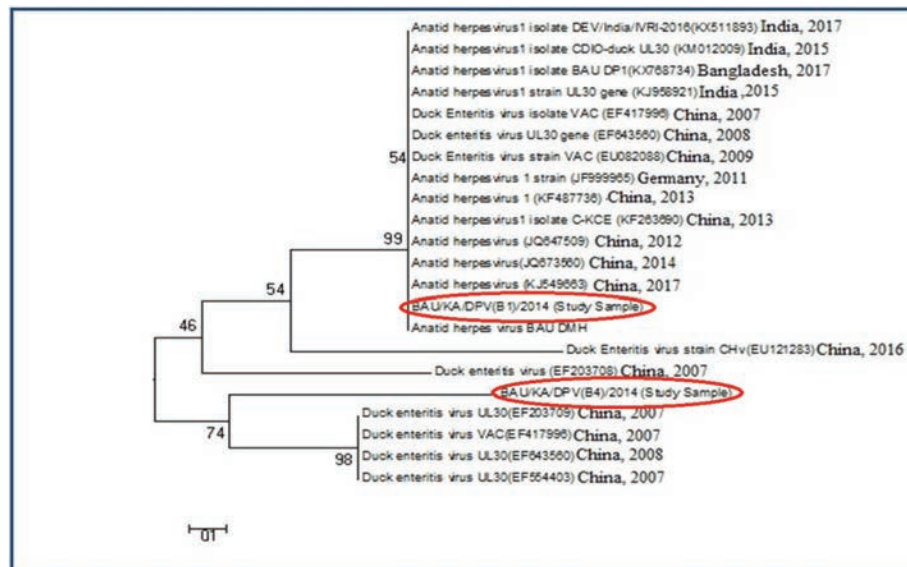 Anatid herpesvirus1 isolate DEV/India/IVRI-2016(KX511893) India, 2017
Anatid herpesvirus1 isolate CDIO-duck UL30 (KM012009) India, 2015
Anatid herpesvirus1 isolate BAU DP1(KX768734) Bangladesh, 2017
Anatid herpesvirus1 strain UL30 gene (KJ958921) India ,2015
Duck Enteritis virus isolate VAC (EF417996) China, 2007
Duck enteritis virus UL30 gene (EF643560) China, 2008
54
Duck Enteritis virus strain VAC (EU082088) China, 2009
Anatid herpesvirus 1 strain (JF999965) Germany, 2011
Anatid herpesvirus 1 (KF487736) China, 2013
Anatid herpesvirus1 isolate C-KCE (KF263690) China, 2013
99
Anatid herpesvirus (JQ647509) China, 2012
Anatid herpesvirus(JQ673560) China, 2014
Anatid herpesvirus (KJ549663) China, 2017
54
BAU/KA/DPV(B1)/2014 (Study Sample)
46
Anatid herpes virus BAU DMH
Duck Enteritis virus strain CHv(EU121283) China, 2016
Duck enteritis virus (EF203708) China, 2007
BAU/KA/DPV(B4)/2014 (Study Sample)
Duck enteritis virus UL30(EF203709) China, 2007
74
Duck enteritis virus VAC(EF417996) China, 2007
98
Duck enteritis virus UL30(EF643560) China, 2008
Duck enteritis virus UL30(EF554403) China, 2007
01